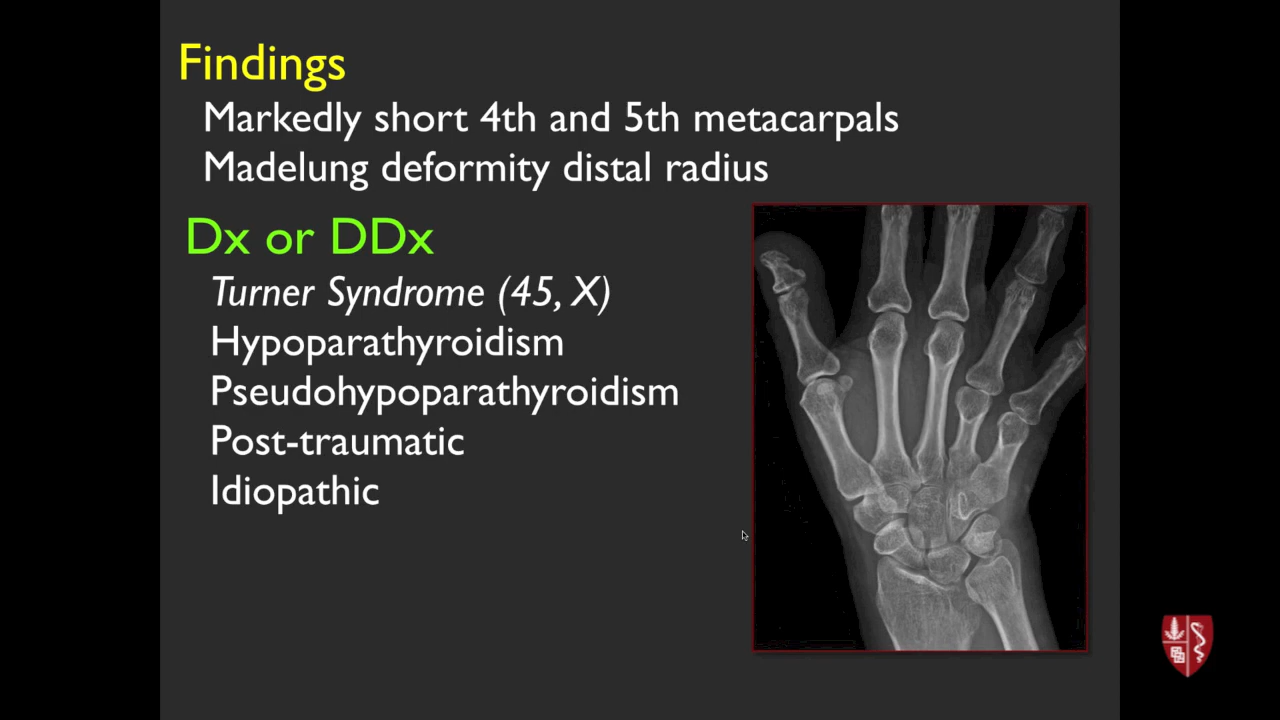 Findings
Markedly short 4th and 5th metacarpals
Madelung deformity distal radius
Dx or DDx
Turner Syndrome (45, X)
Hypoparathyroidism
Pseudohypoparathyroidism
Post-traumatic
Idiopathic